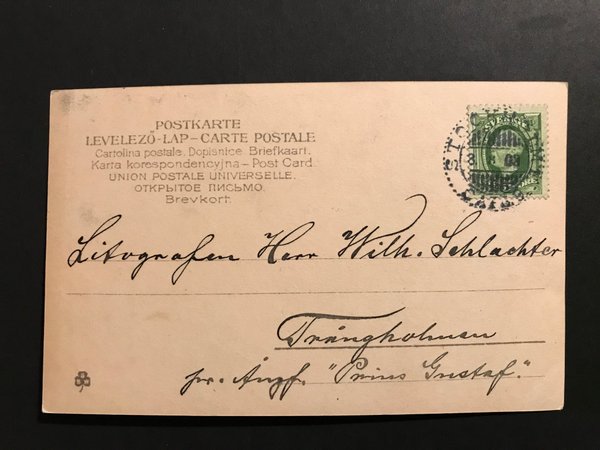 POSTKARTE
LEVELEZŐ-LAP-CARTE POSTALE
Cartolina postale. Dopisnice. Briefkaart.
Karta korespondencyjna-Post Card.
UNION POSTALE UNIVERSELLE.
ОТКРЫТОЕ ПИСЬМО.
Brevkort.
Litografen Herr Wilh. Schlachter
Trångholmen
pr. Ångf. "Prins Gustaf."